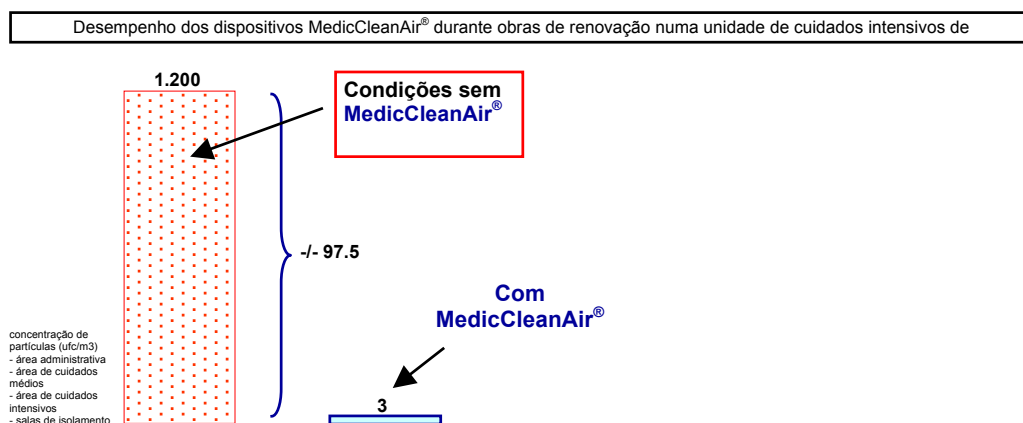 Desempenho dos dispositivos MedicCleanAir® durante obras de renovação numa unidade de cuidados intensivos de
1.200
Condições sem
MedicCleanAir®
-/- 97.5
Com
MedicCleanAir®
concentração de
partículas (ufc/m3)
- área administrativa
- área de cuidados
médios
- área de cuidados
intensivos
- salas de isolamento
3